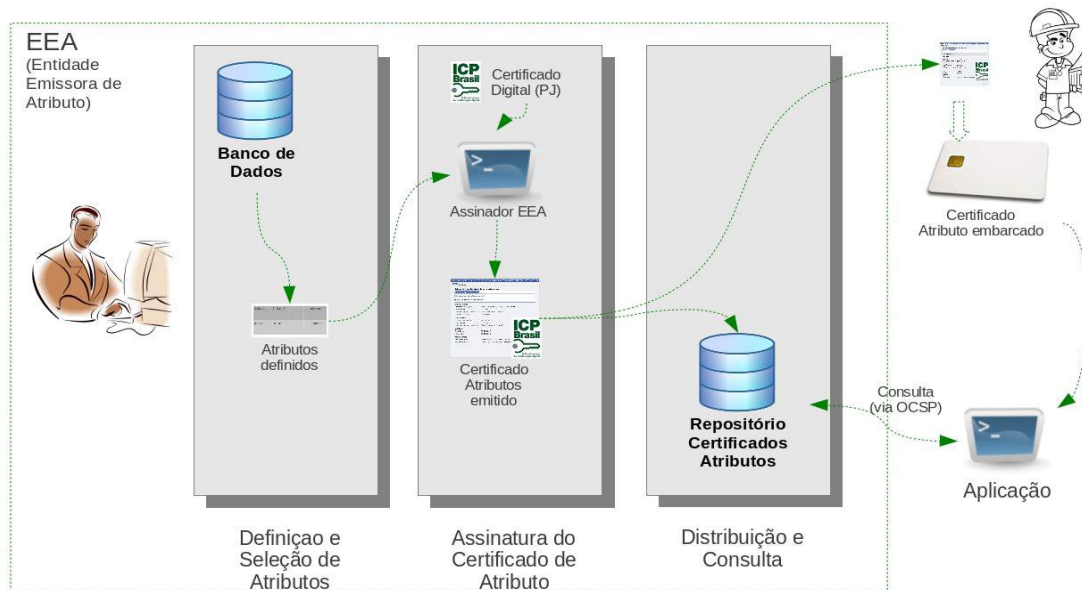 EEA
(Entidade
Emissora de
Atributo)
Banco de
Dados
Atributos
definidos
Definiçao e
Seleção de
Atributos
ICP
Brasil
Certificado
Digital (PJ)
>_
Assinador EEA
ICP
Brasil
Certificado
Atributos
emitido
Assinatura do
Certificado de
Atributo
Repositório
Certificados
Atributos
Distribuição e
Consulta
ICP
Brasil
Certificado
Atributo embarcado
Consulta
(via OCSP)
>_
Aplicação